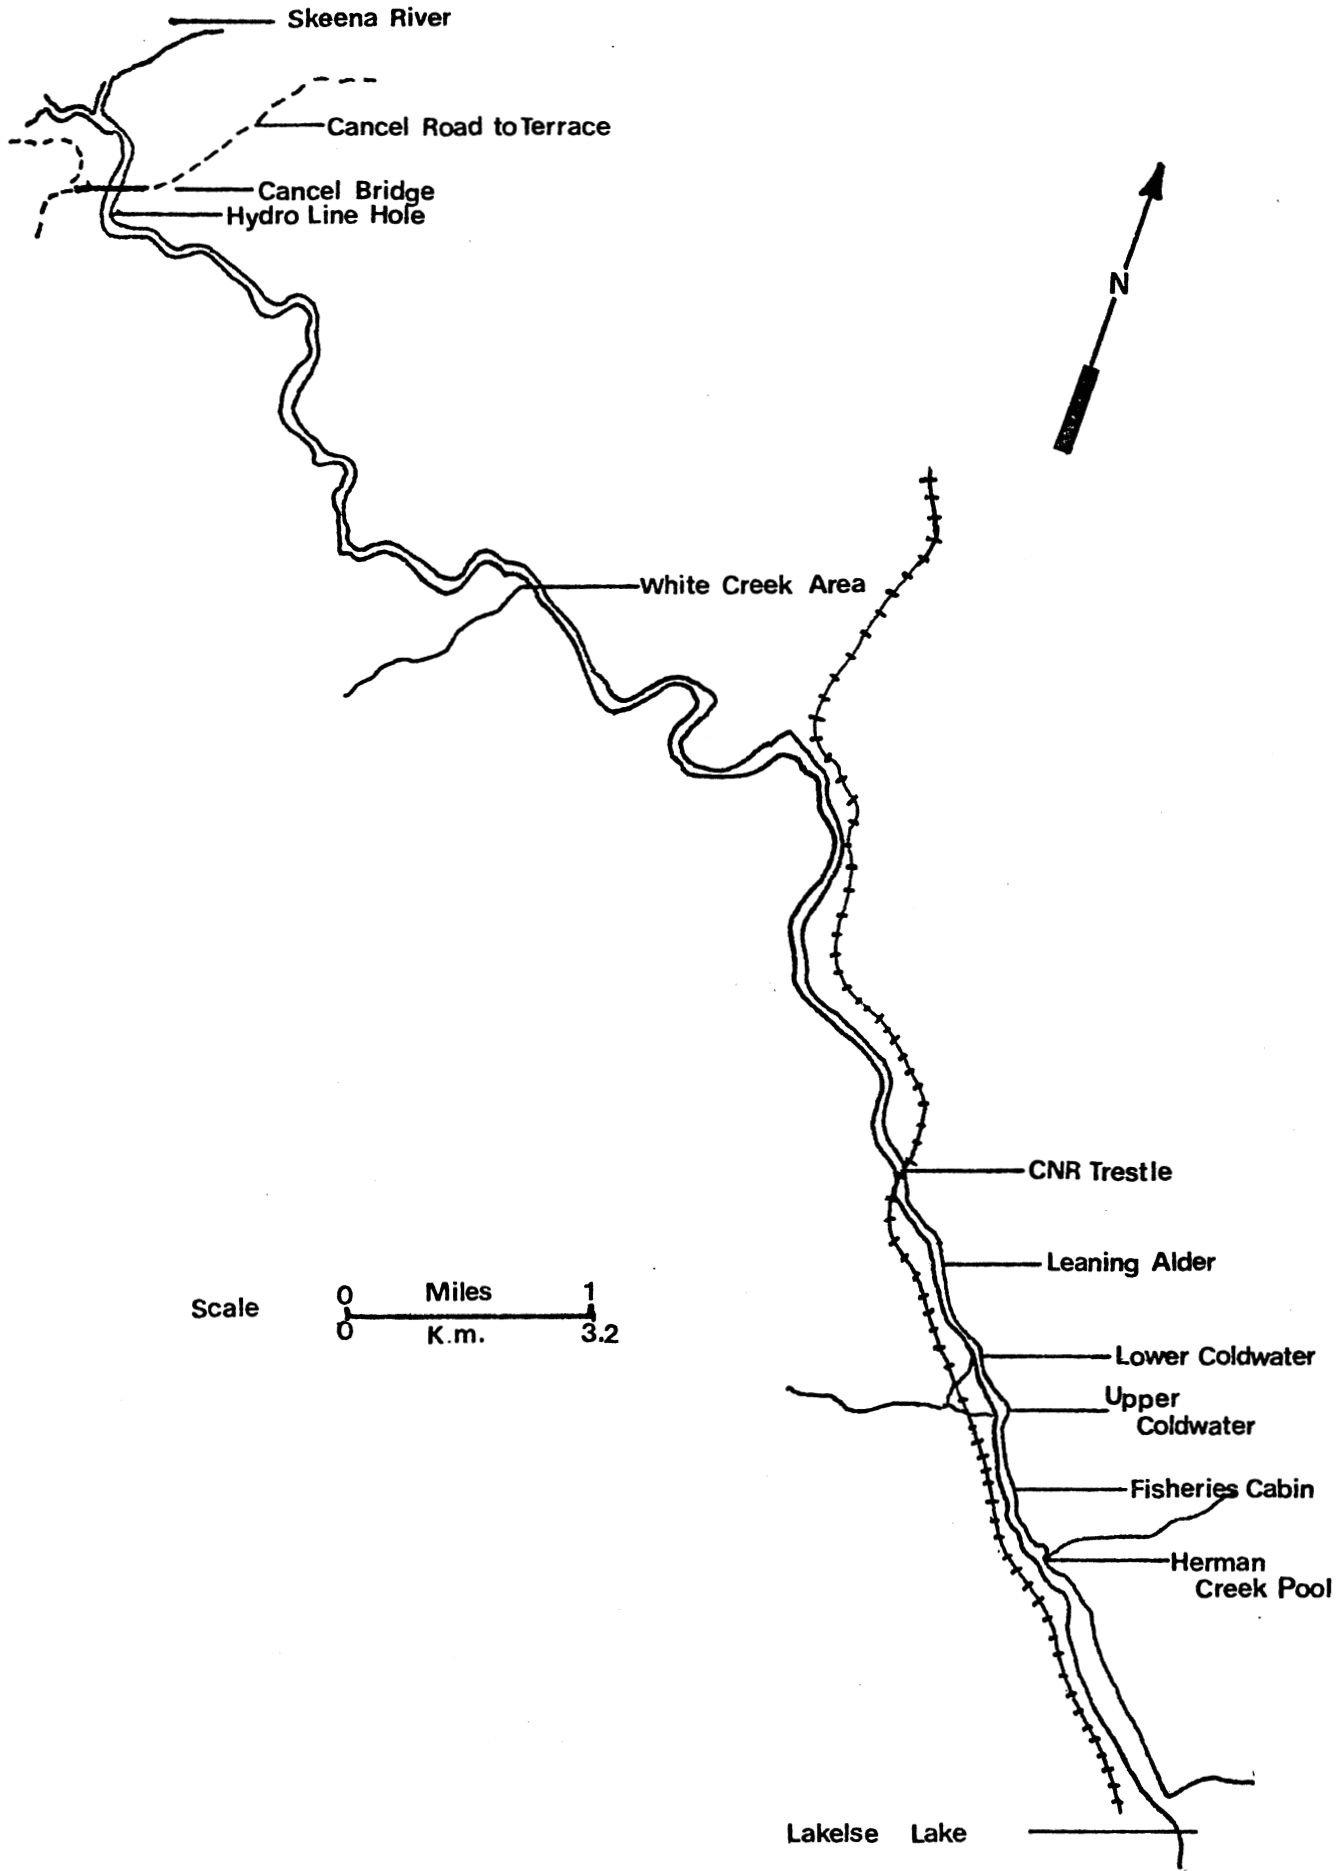 Skeena River
Cancel Road to Terrace
Cancel Bridge
Hydro Line Hole
N
White Creek Area
CNR Trestle
Leaning Alder
Scale
0 Miles 1
0 K.m. 3.2
Lower Coldwater
Upper
Coldwater
Fisheries Cabin
Herman
Creek Pool
Lakelse Lake